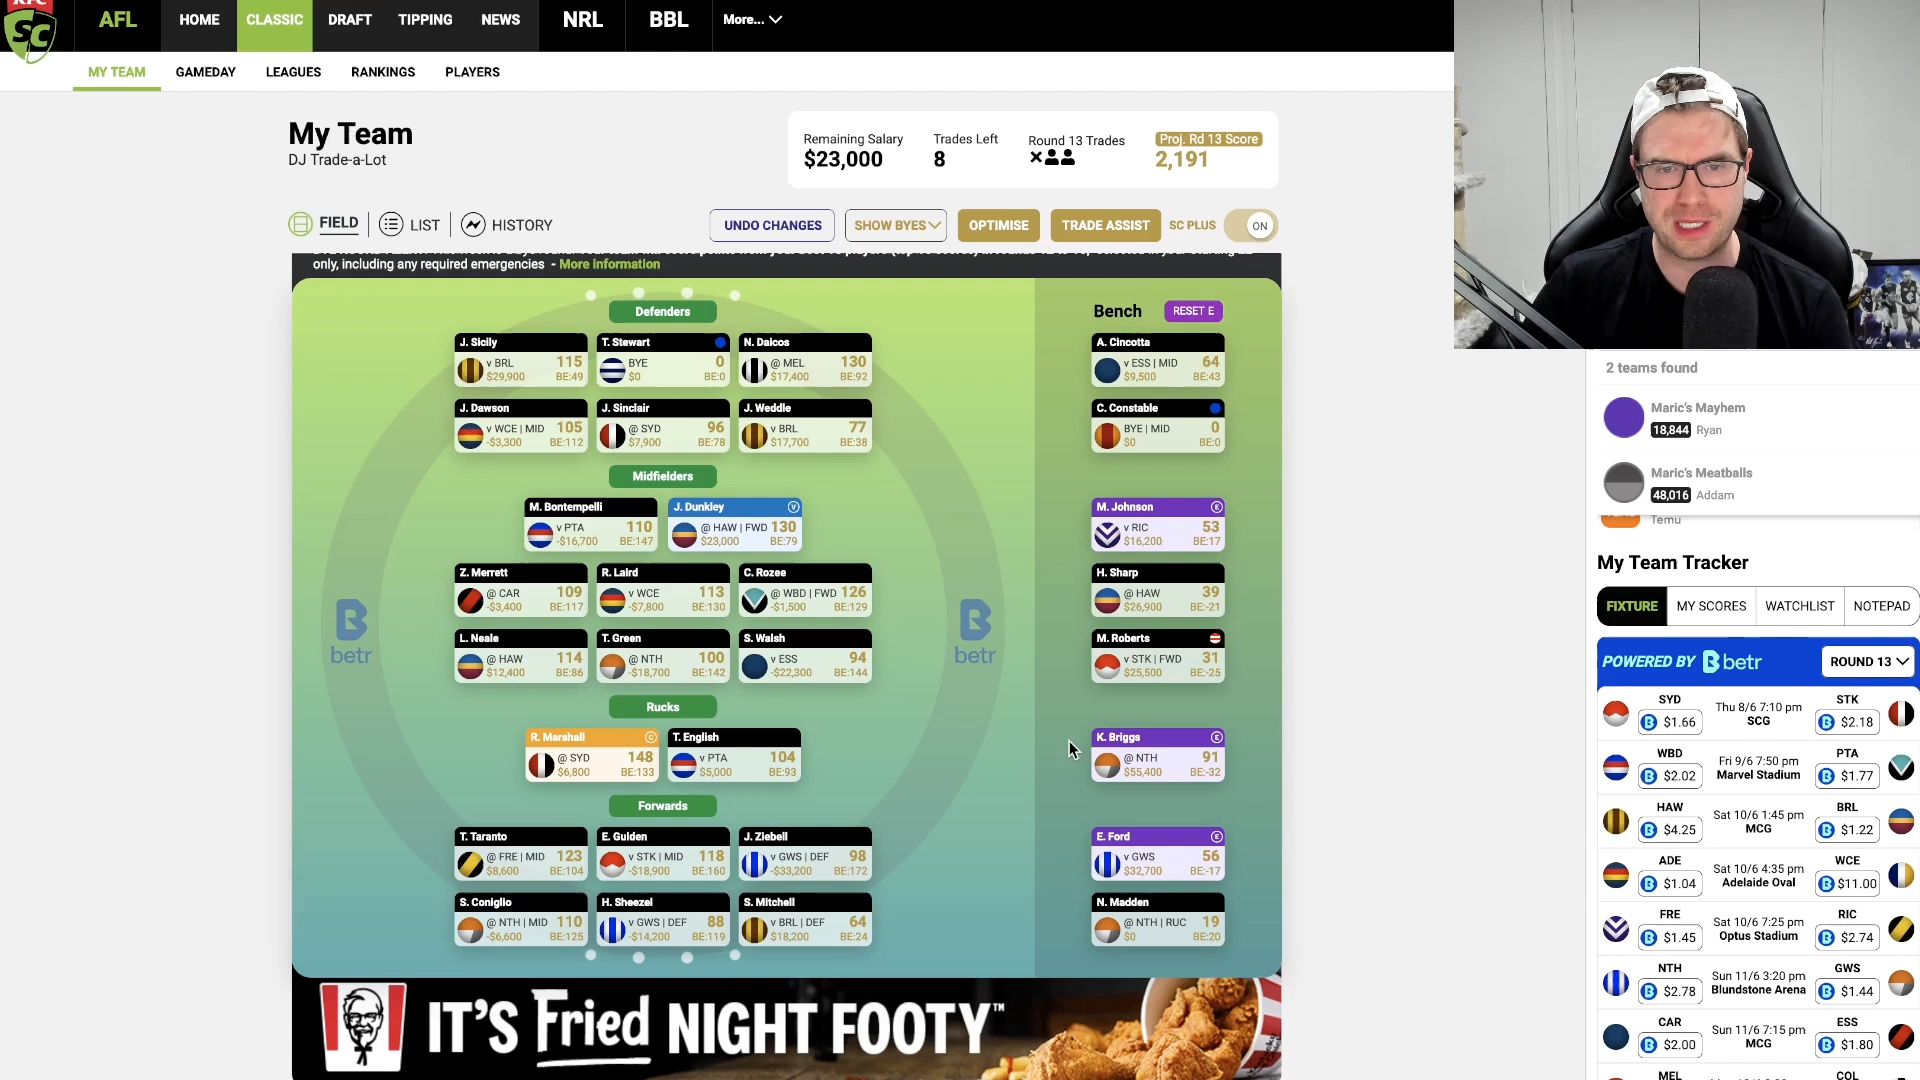 KFC
SC
AFL
HOME
CLASSIC
DRAFT
TIPPING
NEWS
NRL
BBL
More...
MY TEAM
GAMEDAY
LEAGUES
RANKINGS
PLAYERS
My Team
DJ Trade-a-Lot
Remaining Salary
$23,000
Trades Left
8
Round 13 Trades
Proj. Rd 13 Score
2,191
FIELD
LIST
HISTORY
UNDO CHANGES
SHOW BYES
OPTIMISE
TRADE ASSIST
SC PLUS
ON
only, including any required emergencies - More Information
Defenders
J. Sicily
v BRL 115
$29,900 BE:49
T. Stewart
BYE 0
$0 BE:0
N. Daicos
@ MEL 130
$17,400 BE:92
J. Dawson
v WCE | MID 105
-$3,300 BE:112
J. Sinclair
@ SYD 96
$7,900 BE:78
J. Weddle
v BRL 77
$17,700 BE:38
Midfielders
M. Bontempelli
v PTA 110
-$16,700 BE:147
J. Dunkley V
@ HAW | FWD 130
$23,000 BE:79
Z. Merrett
@ CAR 109
-$3,400 BE:117
R. Laird
v WCE 113
-$7,800 BE:130
C. Rozee
@ WBD | FWD 126
-$1,500 BE:129
L. Neale
@ HAW 114
$12,400 BE:86
T. Green
@ NTH 100
-$18,700 BE:142
S. Walsh
v ESS 94
-$22,300 BE:144
Rucks
R. Marshall C
@ SYD 148
$6,800 BE:133
T. English
v PTA 104
$5,000 BE:93
Forwards
T. Taranto
@ FRE | MID 123
$8,600 BE:104
E. Gulden
v STK | MID 118
-$18,900 BE:160
J. Ziebell
v GWS | DEF 98
-$33,200 BE:172
S. Coniglio
@ NTH | MID 110
-$6,600 BE:125
H. Sheezel
v GWS | DEF 88
-$14,200 BE:119
S. Mitchell
v BRL | DEF 64
$18,200 BE:24
betr
betr
Bench
RESET E
A. Cincotta
v ESS | MID 64
$9,500 BE:43
C. Constable
BYE | MID 0
$0 BE:0
M. Johnson E
v RIC 53
$16,200 BE:17
H. Sharp
@ HAW 39
$26,900 BE:-21
M. Roberts
v STK | FWD 31
$25,500 BE:-25
K. Briggs E
@ NTH 91
$55,400 BE:-32
E. Ford E
v GWS 56
$32,700 BE:-17
N. Madden
@ NTH | RUC 19
$0 BE:20
KFC
IT'S Fried NIGHT FOOTY™
2 teams found
Maric's Mayhem
18,844 Ryan
Maric's Meatballs
48,016 Addam
Temu
My Team Tracker
FIXTURE
MY SCORES
WATCHLIST
NOTEPAD
POWERED BY betr
ROUND 13
SYD
$1.66
Thu 8/6 7:10 pm
SCG
STK
$2.18
WBD
$2.02
Fri 9/6 7:50 pm
Marvel Stadium
PTA
$1.77
HAW
$4.25
Sat 10/6 1:45 pm
MCG
BRL
$1.22
ADE
$1.04
Sat 10/6 4:35 pm
Adelaide Oval
WCE
$11.00
FRE
$1.45
Sat 10/6 7:25 pm
Optus Stadium
RIC
$2.74
NTH
$2.78
Sun 11/6 3:20 pm
Blundstone Arena
GWS
$1.44
CAR
$2.00
Sun 11/6 7:15 pm
MCG
ESS
$1.80
MEL
COL